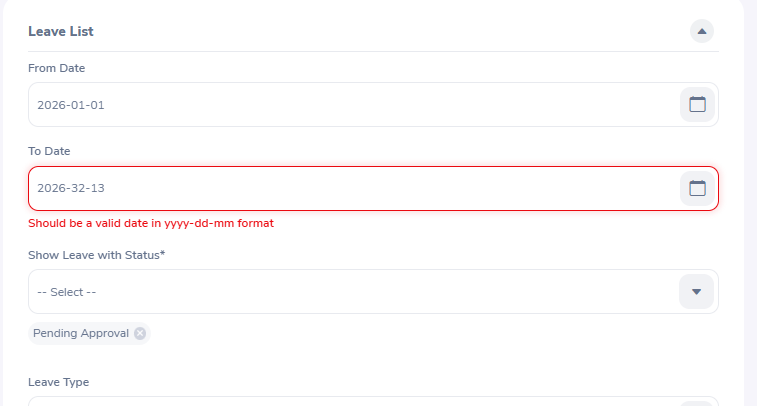 Leave List
From Date
2026-01-01
To Date
2026-32-13
Should be a valid date in yyyy-dd-mm format
Show Leave with Status*
-- Select --
Pending Approval
Leave Type